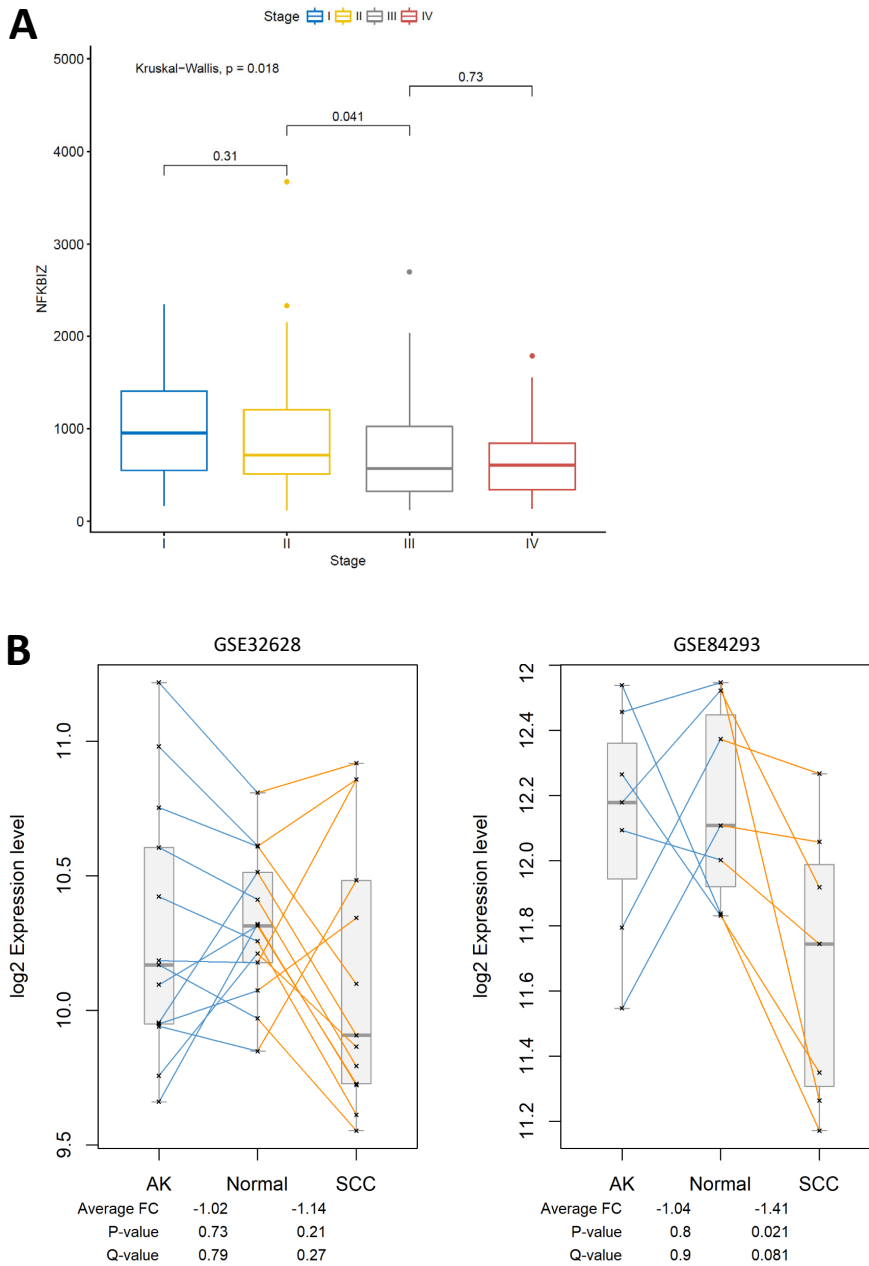 A
Stage I II III IV
Kruskal−Wallis, p = 0.018
0.73
0.041
0.31
5000
4000
3000
2000
1000
0
NFKBIZ
I II III IV
Stage
B
GSE32628
log2 Expression level
11.0
10.5
10.0
9.5
AK Normal SCC
Average FC -1.02 -1.14
P-value 0.73 0.21
Q-value 0.79 0.27
GSE84293
log2 Expression level
12
12.4
12.2
12.0
11.8
11.6
11.4
11.2
AK Normal SCC
Average FC -1.04 -1.41
P-value 0.8 0.021
Q-value 0.9 0.081